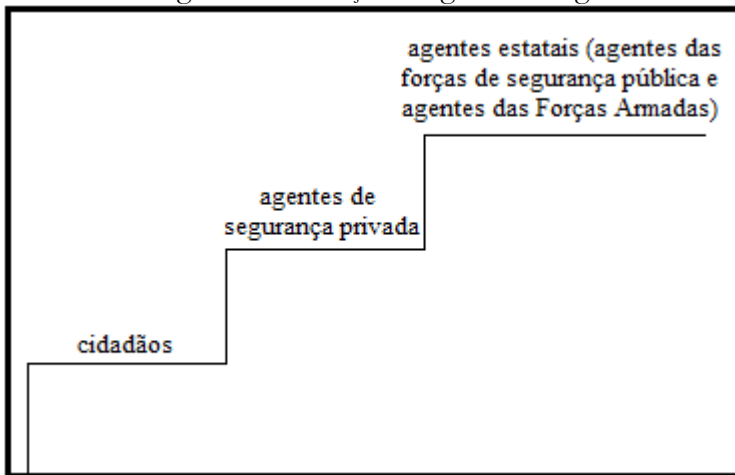 agentes estatais (agentes das
forças de segurança pública e
agentes das Forças Armadas)
agentes de
segurança privada
cidadãos